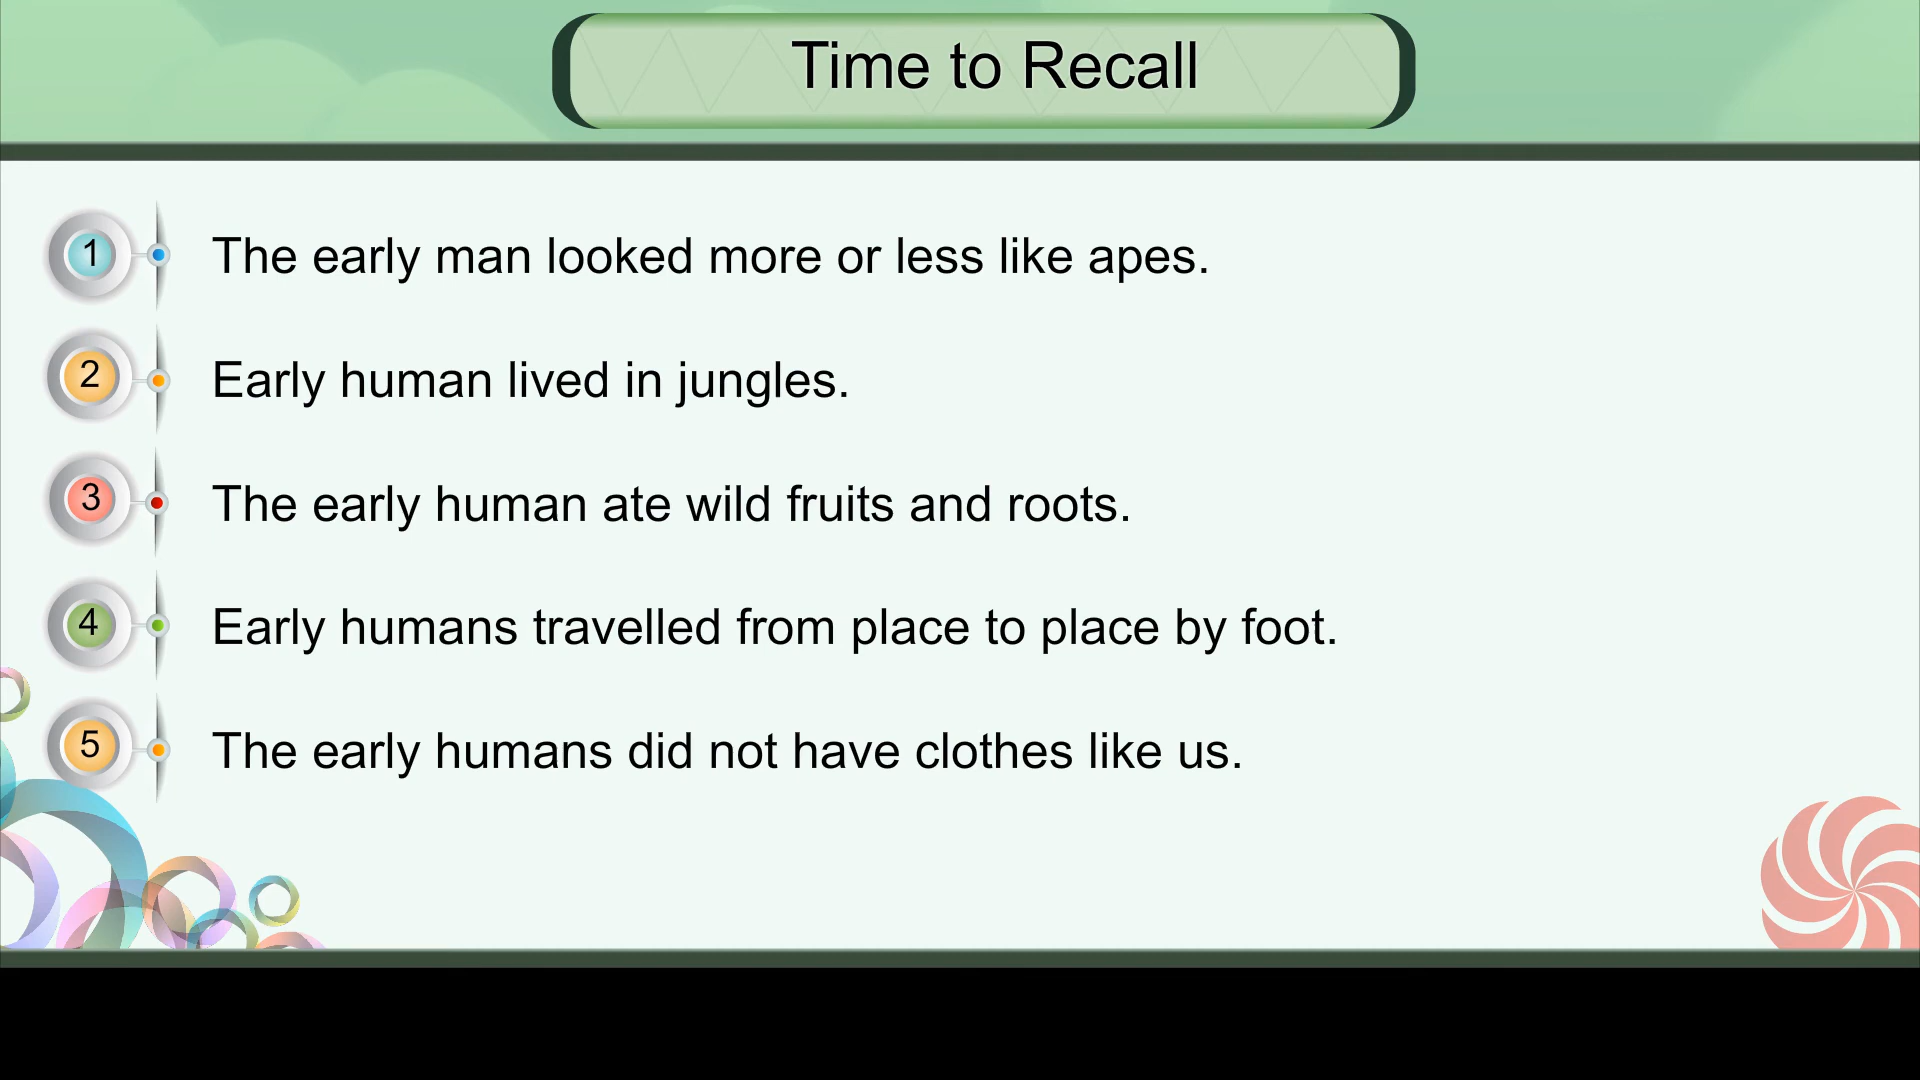 Time to Recall
1 The early man looked more or less like apes.
2 Early human lived in jungles.
3 The early human ate wild fruits and roots.
4 Early humans travelled from place to place by foot.
5 The early humans did not have clothes like us.